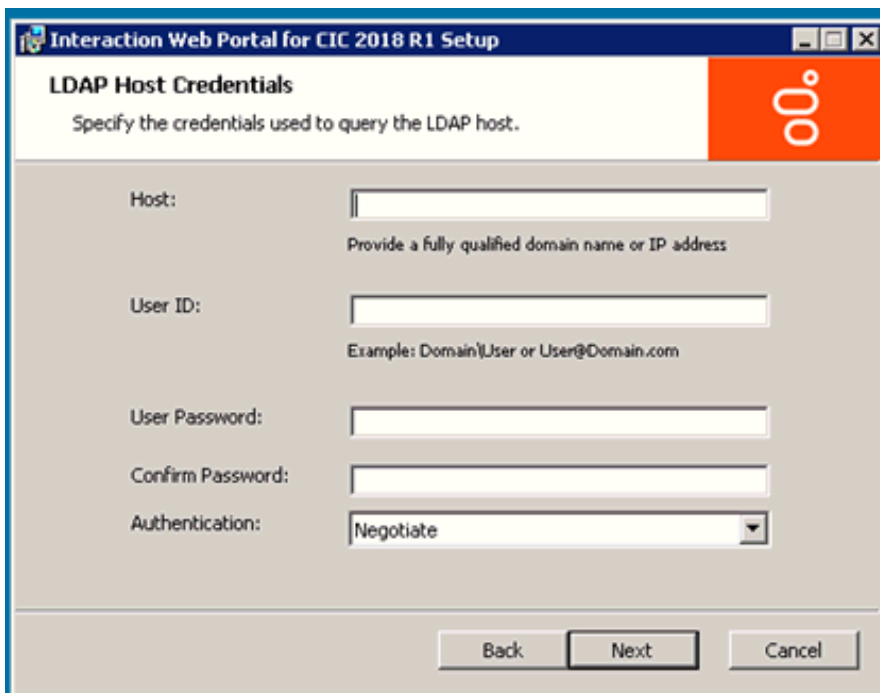 Interaction Web Portal for CIC 2018 R1 Setup
LDAP Host Credentials
Specify the credentials used to query the LDAP host.
Host:
Provide a fully qualified domain name or IP address
User ID:
Example: Domain\User or User@Domain.com
User Password:
Confirm Password:
Authentication: Negotiate
Back Next Cancel